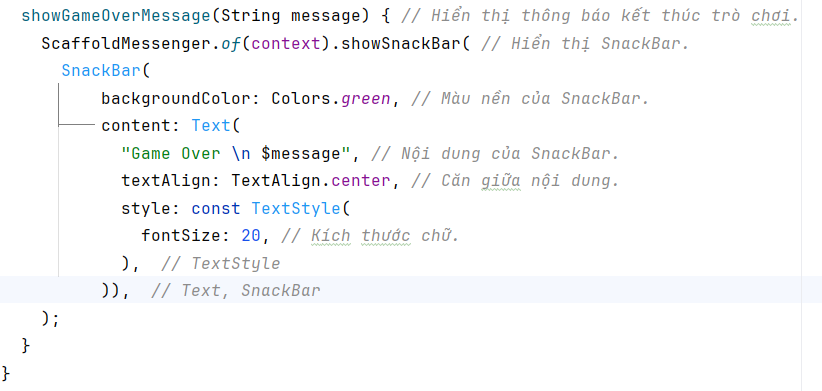 showGameOverMessage(String message) { // Hiển thị thông báo kết thúc trò chơi.
ScaffoldMessenger.of(context).showSnackBar( // Hiển thị SnackBar.
SnackBar(
backgroundColor: Colors.green, // Màu nền của SnackBar.
content: Text(
"Game Over \n $message", // Nội dung của SnackBar.
textAlign: TextAlign.center, // Căn giữa nội dung.
style: const TextStyle(
fontSize: 20, // Kích thước chữ.
), // TextStyle
)), // Text, SnackBar
);
}
}